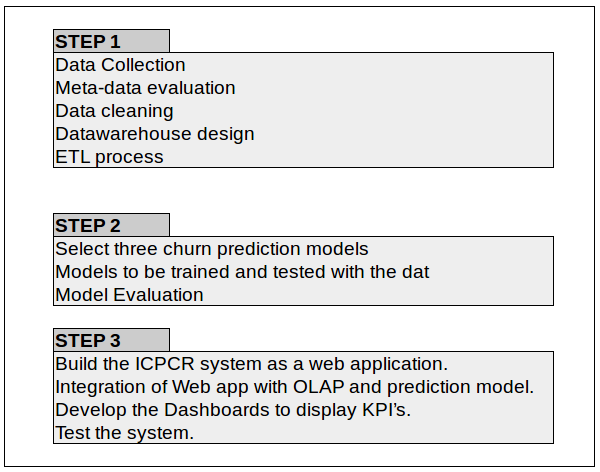 STEP 1
Data Collection
Meta-data evaluation
Data cleaning
Datawarehouse design
ETL process
STEP 2
Select three churn prediction models
Models to be trained and tested with the dat
Model Evaluation
STEP 3
Build the ICPCR system as a web application.
Integration of Web app with OLAP and prediction model.
Develop the Dashboards to display KPI’s.
Test the system.